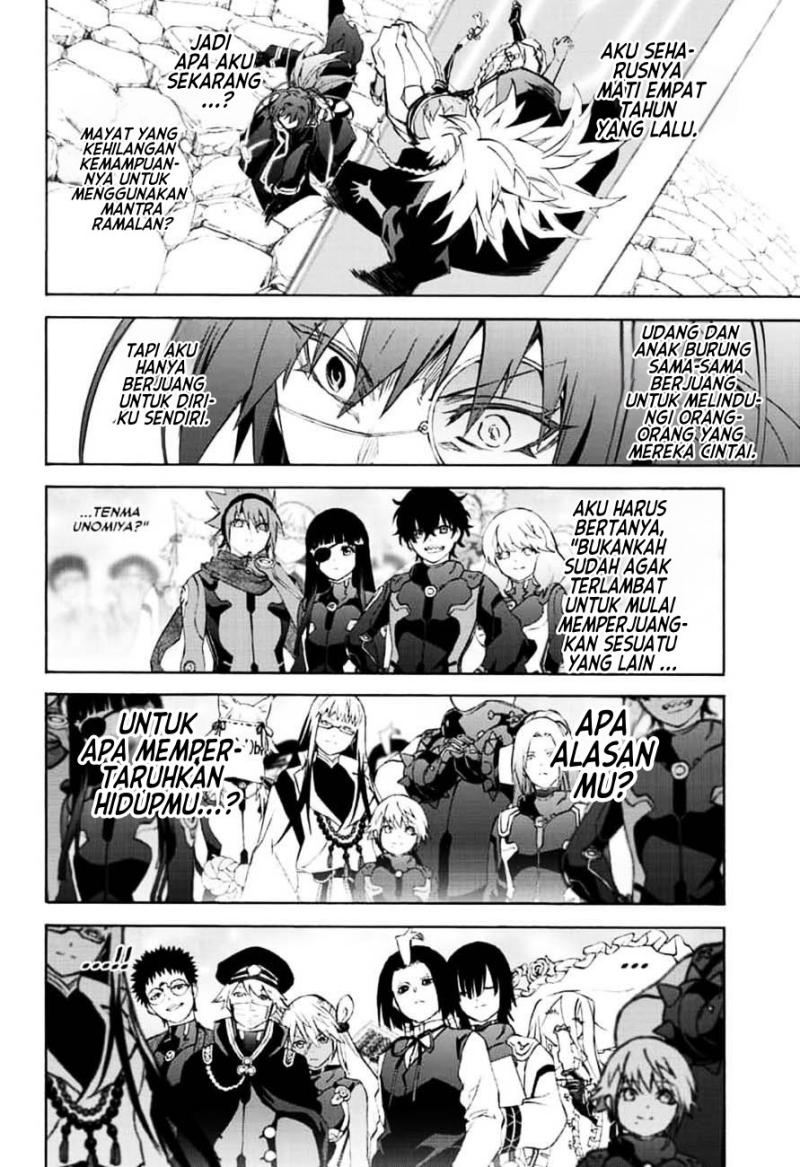 AKU SEHA-
RUSNYA
MATI EMPAT
TAHUN
YANG LALU.
JADI
APA AKU
SEKARANG
...?
MAYAT YANG
KEHILANGAN
KEMAMPUAN-
NYA UNTUK
MENGGUNAKAN
MANTRA
RAMALAN?
UDANG DAN
ANAK BURUNG
SAMA-SAMA
BERJUANG
UNTUK MELINDU-
NGI ORANG-
ORANG YANG
MEREKA CINTAI.
TAPI AKU
HANYA
BERJUANG
UNTUK DIRI-
KU SENDIRI.
AKU HARUS
BERTANYA,
"BUKANKAH
SUDAH AGAK
TERLAMBAT
UNTUK MULAI
MEMPERJUANG-
KAN SESUATU
YANG LAIN ...
...TENMA
UNOMIYA?"
APA
ALASAN
MU?
UNTUK
APA MEMPER-
TARUHKAN
HIDUPMU...?
...
.....!!